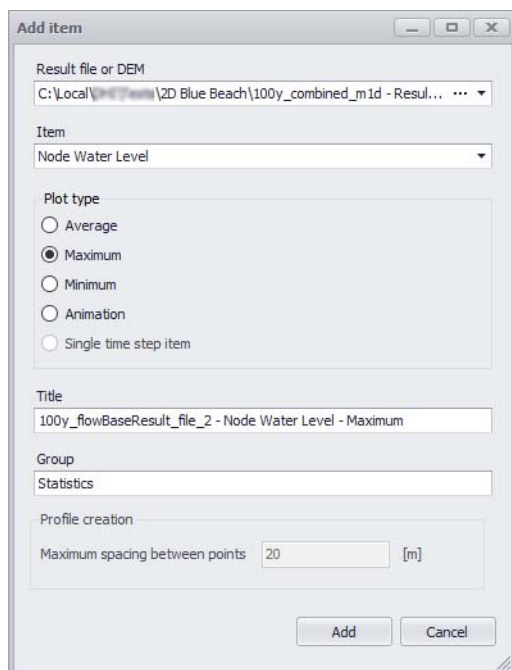 Add item
Result file or DEM
C:\Local\ \2D Blue Beach\100y_combined_m1d - Resul... ...
Item
Node Water Level
Plot type
Average
Maximum
Minimum
Animation
Single time step item
Title
100y_flowBaseResult_file_2 - Node Water Level - Maximum
Group
Statistics
Profile creation
Maximum spacing between points 20 [m]
Add Cancel